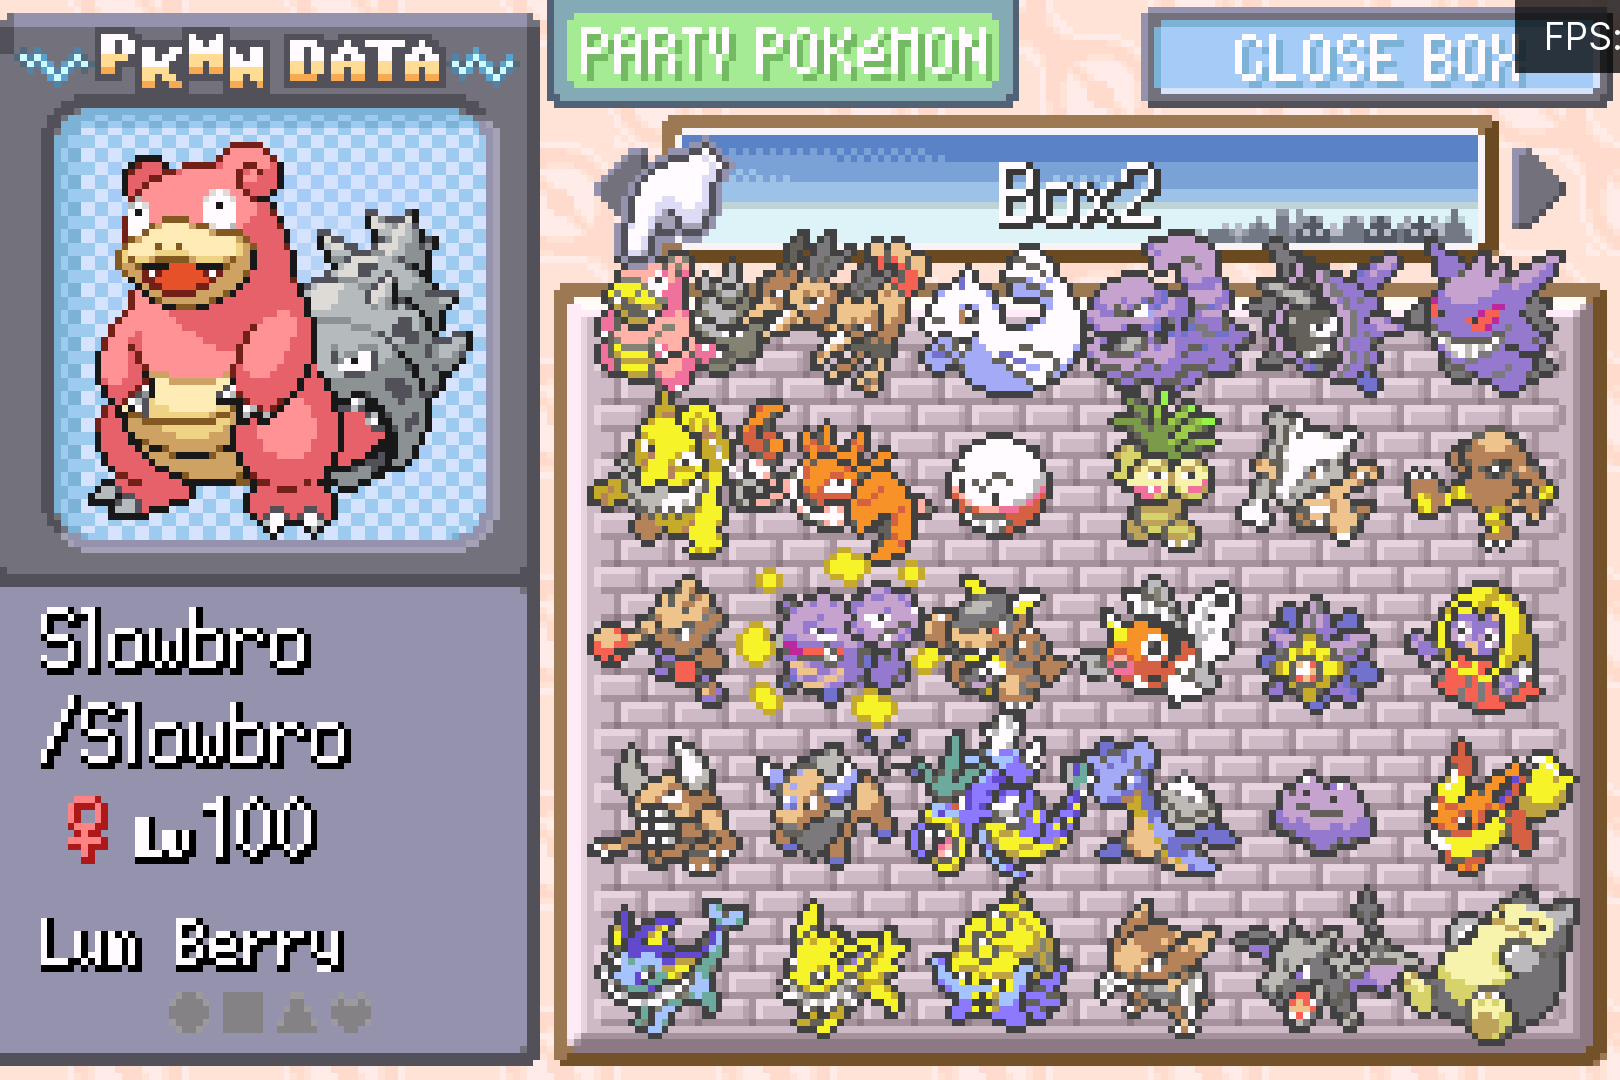 PKMN DATA
PARTY POKéMON
CLOSE BOX
FPS:
Box2
Slowbro
/Slowbro
♀ Lv100
Lum Berry